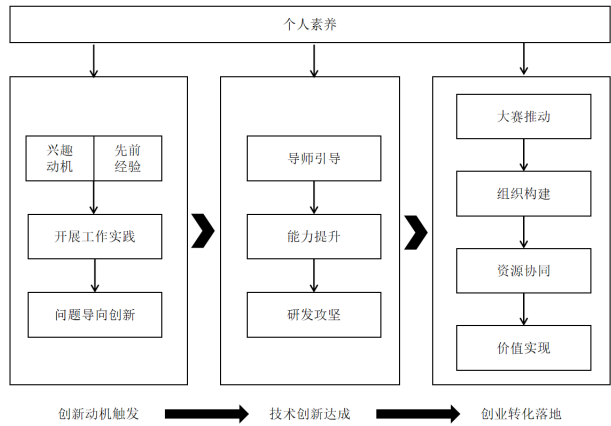 个人素养
兴趣
动机
先前
经验
开展工作实践
问题导向创新
导师引导
能力提升
研发攻坚
大赛推动
组织构建
资源协同
价值实现
创新动机触发
技术创新达成
创业转化落地